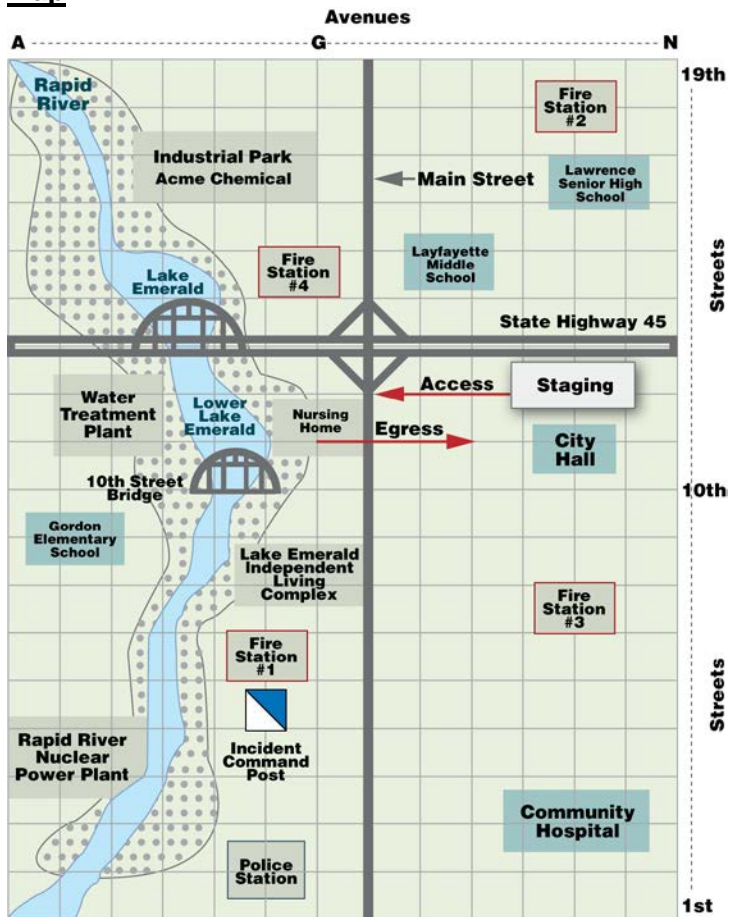 Map
Avenues
A
G
N
19th
Rapid
River
Fire
Station
#2
Industrial Park
Acme Chemical
Main Street
Lawrence
Senior High
School
Layfayette
Middle
School
Fire
Station
#4
Lake
Emerald
Streets
State Highway 45
Access
Staging
Water
Treatment
Plant
Lower
Lake
Emerald
Nursing
Home
Egress
City
Hall
10th Street
Bridge
10th
Gordon
Elementary
School
Lake Emerald
Independent
Living
Complex
Fire
Station
#3
Fire
Station
#1
Streets
Rapid River
Nuclear
Power Plant
Incident
Command
Post
Community
Hospital
Police
Station
1st